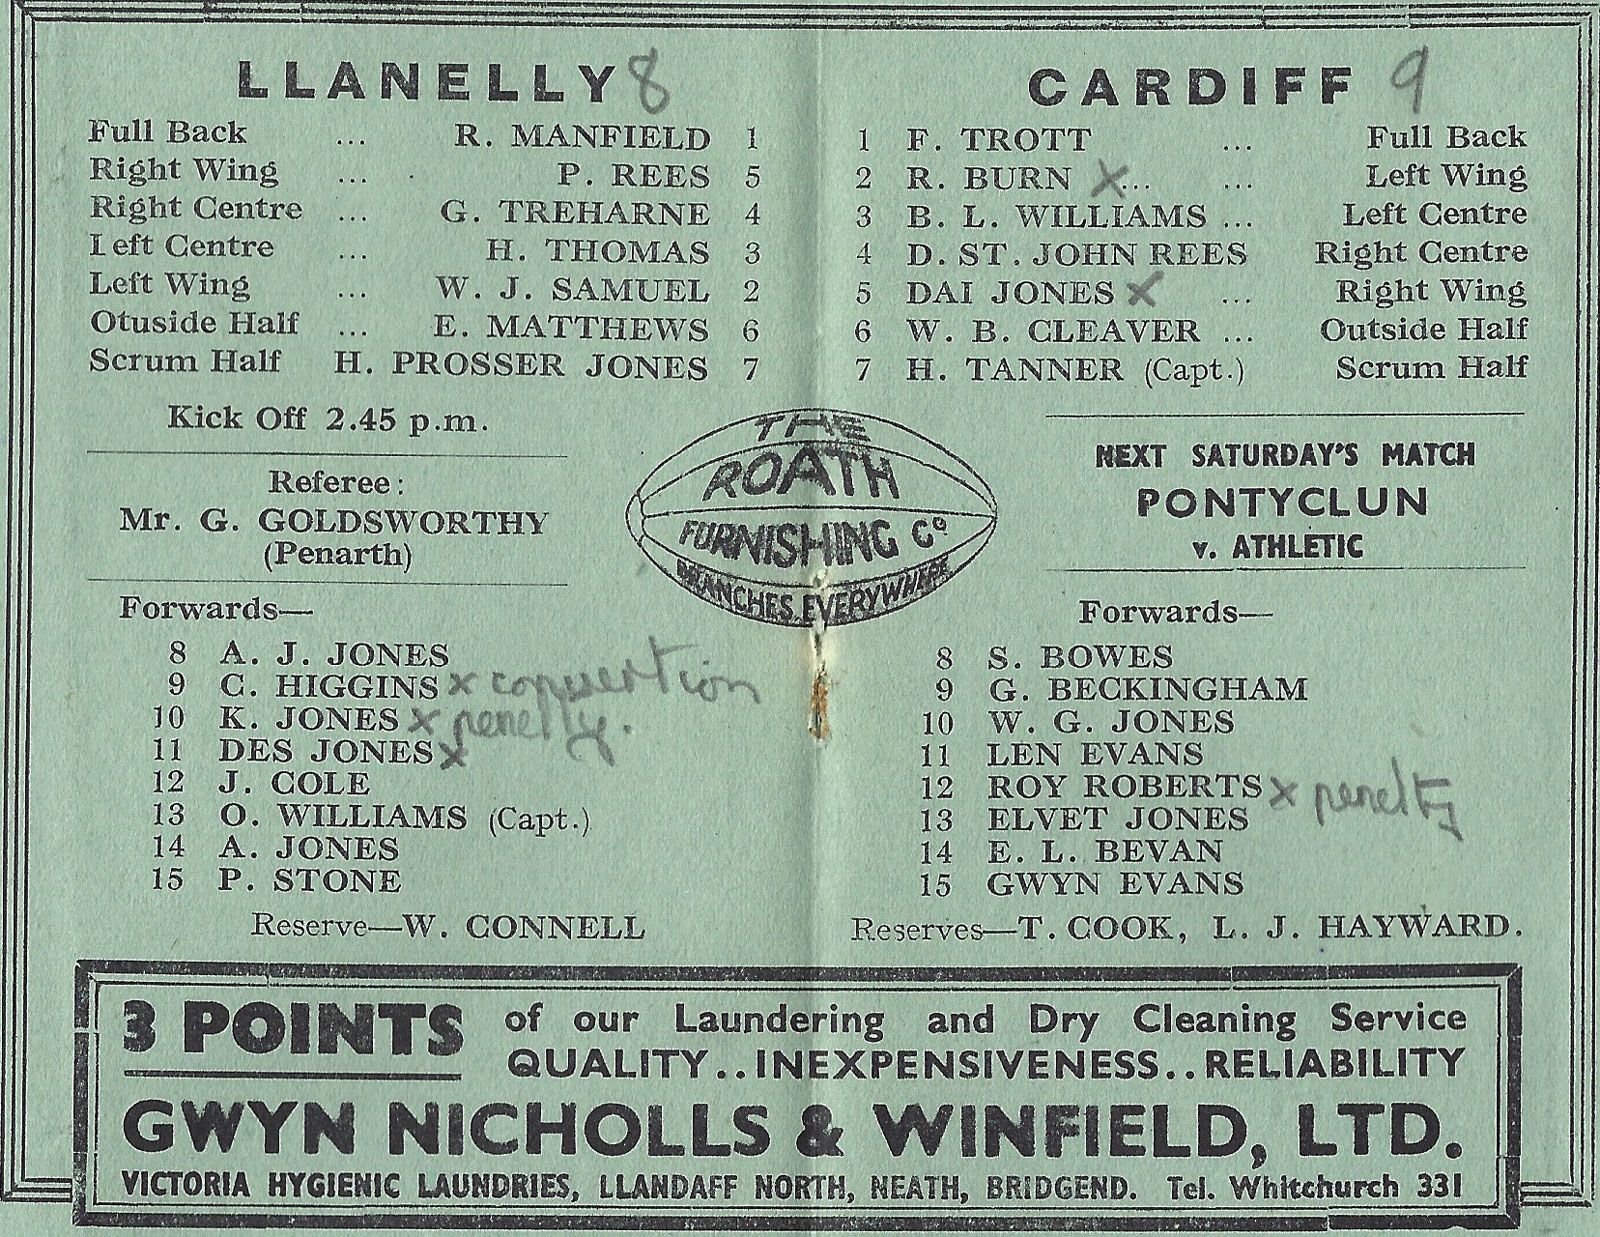 LLANELLY 8
Full Back ... R. MANFIELD 1
Right Wing ... P. REES 5
Right Centre ... G. TREHARNE 4
Left Centre ... H. THOMAS 3
Left Wing ... W. J. SAMUEL 2
Otuside Half ... E. MATTHEWS 6
Scrum Half H. PROSSER JONES 7
Kick Off 2.45 p.m.
Referee:
Mr. G. GOLDSWORTHY
(Penarth)
Forwards—
8 A. J. JONES
9 C. HIGGINS x convertion
10 K. JONES x penelty.
11 DES JONES x
12 J. COLE
13 O. WILLIAMS (Capt.)
14 A. JONES
15 P. STONE
Reserve—W. CONNELL
THE
ROATH
FURNISHING Co
BRANCHES EVERYWHERE
CARDIFF 9
1 F. TROTT ... Full Back
2 R. BURN x... ... Left Wing
3 B. L. WILLIAMS ... Left Centre
4 D. ST. JOHN REES Right Centre
5 DAI JONES x ... Right Wing
6 W. B. CLEAVER ... Outside Half
7 H. TANNER (Capt.) Scrum Half
NEXT SATURDAY'S MATCH
PONTYCLUN
v. ATHLETIC
Forwards—
8 S. BOWES
9 G. BECKINGHAM
10 W. G. JONES
11 LEN EVANS
12 ROY ROBERTS x penelty
13 ELVET JONES
14 E. L. BEVAN
15 GWYN EVANS
Reserves—T. COOK, L. J. HAYWARD.
3 POINTS of our Laundering and Dry Cleaning Service
QUALITY..INEXPENSIVENESS..RELIABILITY
GWYN NICHOLLS & WINFIELD, LTD.
VICTORIA HYGIENIC LAUNDRIES, LLANDAFF NORTH, NEATH, BRIDGEND. Tel. Whitchurch 331